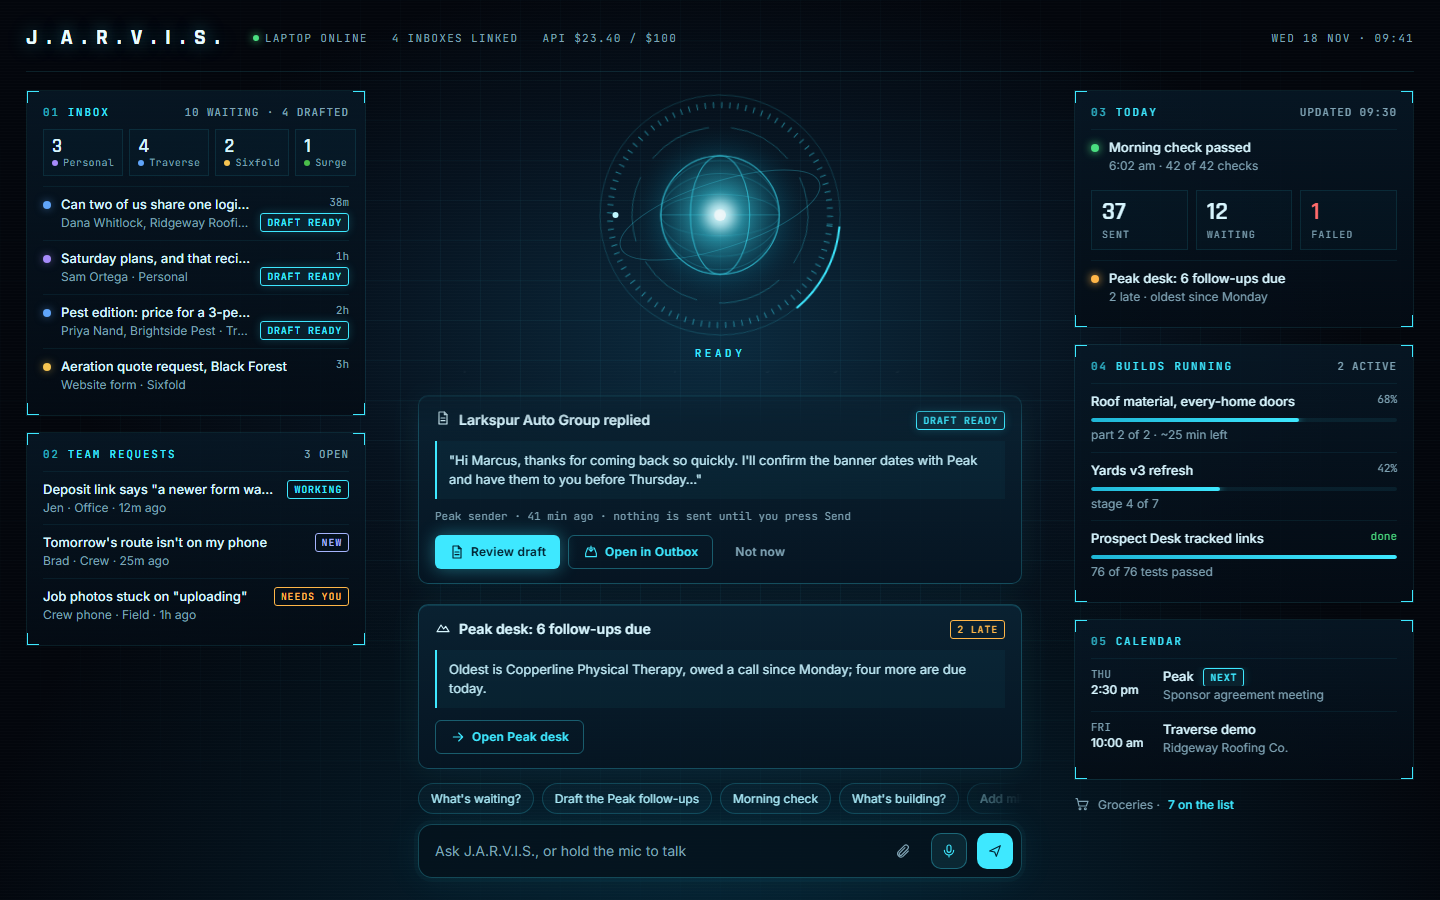 J.A.R.V.I.S.
LAPTOP ONLINE
4 INBOXES LINKED
API $23.40 / $100
WED 18 NOV · 09:41
01 INBOX
10 WAITING · 4 DRAFTED
3
Personal
4
Traverse
2
Sixfold
1
Surge
Can two of us share one logi...
38m
Dana Whitlock, Ridgeway Roofi...
DRAFT READY
Saturday plans, and that reci...
1h
Sam Ortega · Personal
DRAFT READY
Pest edition: price for a 3-pe...
2h
Priya Nand, Brightside Pest · Tr...
DRAFT READY
Aeration quote request, Black Forest
3h
Website form · Sixfold
02 TEAM REQUESTS
3 OPEN
Deposit link says "a newer form wa...
WORKING
Jen · Office · 12m ago
Tomorrow's route isn't on my phone
NEW
Brad · Crew · 25m ago
Job photos stuck on "uploading"
NEEDS YOU
Crew phone · Field · 1h ago
READY
Larkspur Auto Group replied
DRAFT READY
"Hi Marcus, thanks for coming back so quickly. I'll confirm the banner dates with Peak
and have them to you before Thursday..."
Peak sender · 41 min ago · nothing is sent until you press Send
Review draft
Open in Outbox
Not now
Peak desk: 6 follow-ups due
2 LATE
Oldest is Copperline Physical Therapy, owed a call since Monday; four more are due
today.
Open Peak desk
What's waiting?
Draft the Peak follow-ups
Morning check
What's building?
Add m
Ask J.A.R.V.I.S., or hold the mic to talk
03 TODAY
UPDATED 09:30
Morning check passed
6:02 am · 42 of 42 checks
37
SENT
12
WAITING
1
FAILED
Peak desk: 6 follow-ups due
2 late · oldest since Monday
04 BUILDS RUNNING
2 ACTIVE
Roof material, every-home doors
68%
part 2 of 2 · ~25 min left
Yards v3 refresh
42%
stage 4 of 7
Prospect Desk tracked links
done
76 of 76 tests passed
05 CALENDAR
THU
2:30 pm
Peak
NEXT
Sponsor agreement meeting
FRI
10:00 am
Traverse demo
Ridgeway Roofing Co.
Groceries · 7 on the list